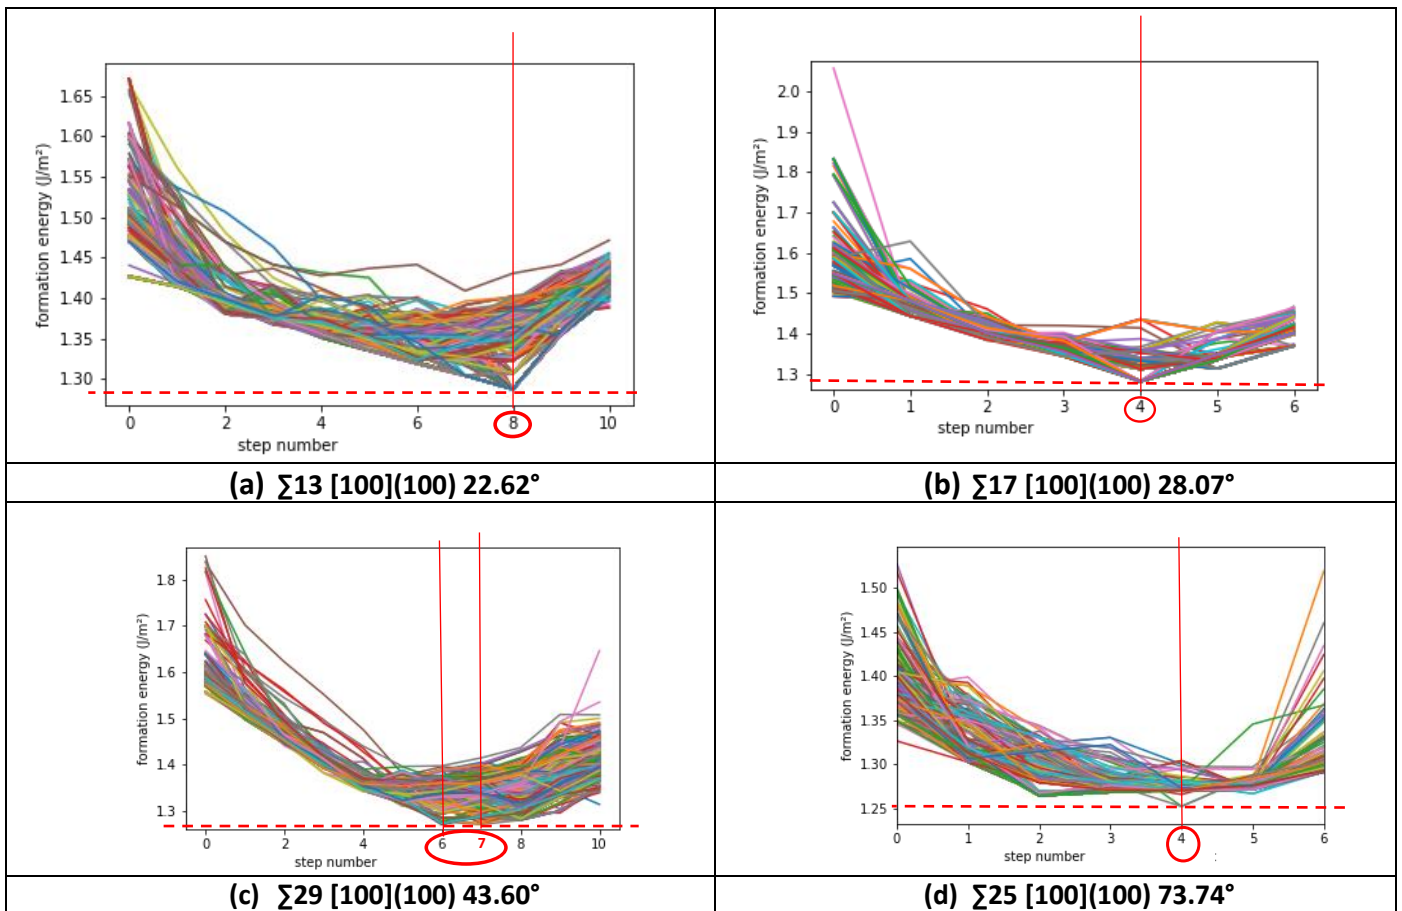 1.65
1.60
1.55
1.50
1.45
1.40
1.35
1.30
formation energy (J/m²)
0 2 4 6 8 10
step number
2.0
1.9
1.8
1.7
1.6
1.5
1.4
1.3
formation energy (J/m²)
0 1 2 3 4 5 6
step number
(a) ∑13 [100](100) 22.62°
(b) ∑17 [100](100) 28.07°
1.8
1.7
1.6
1.5
1.4
1.3
formation energy (J/m²)
0 2 4 6 7 8 10
step number
1.50
1.45
1.40
1.35
1.30
1.25
formation energy (J/m²)
0 1 2 3 4 5 6
step number :
(c) ∑29 [100](100) 43.60°
(d) ∑25 [100](100) 73.74°